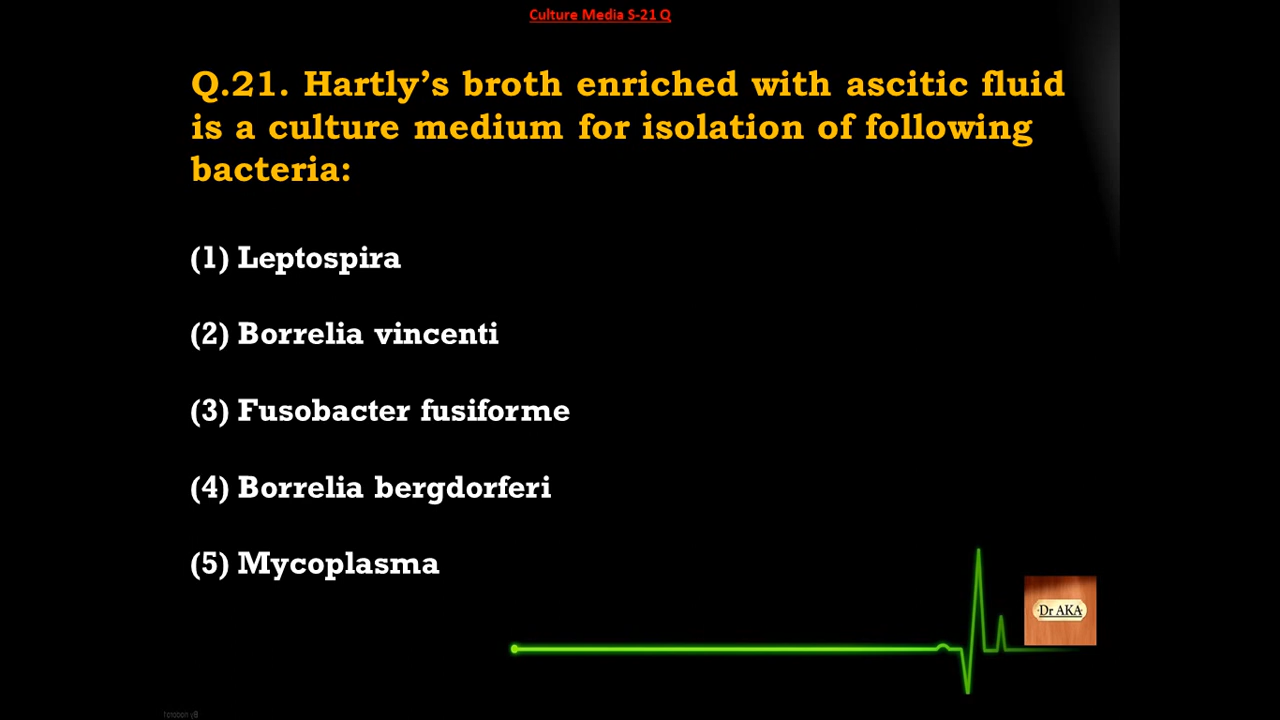 Culture Media S-21 Q
Q.21. Hartly’s broth enriched with ascitic fluid
is a culture medium for isolation of following
bacteria:
(1) Leptospira
(2) Borrelia vincenti
(3) Fusobacter fusiforme
(4) Borrelia bergdorferi
(5) Mycoplasma
Dr AKA